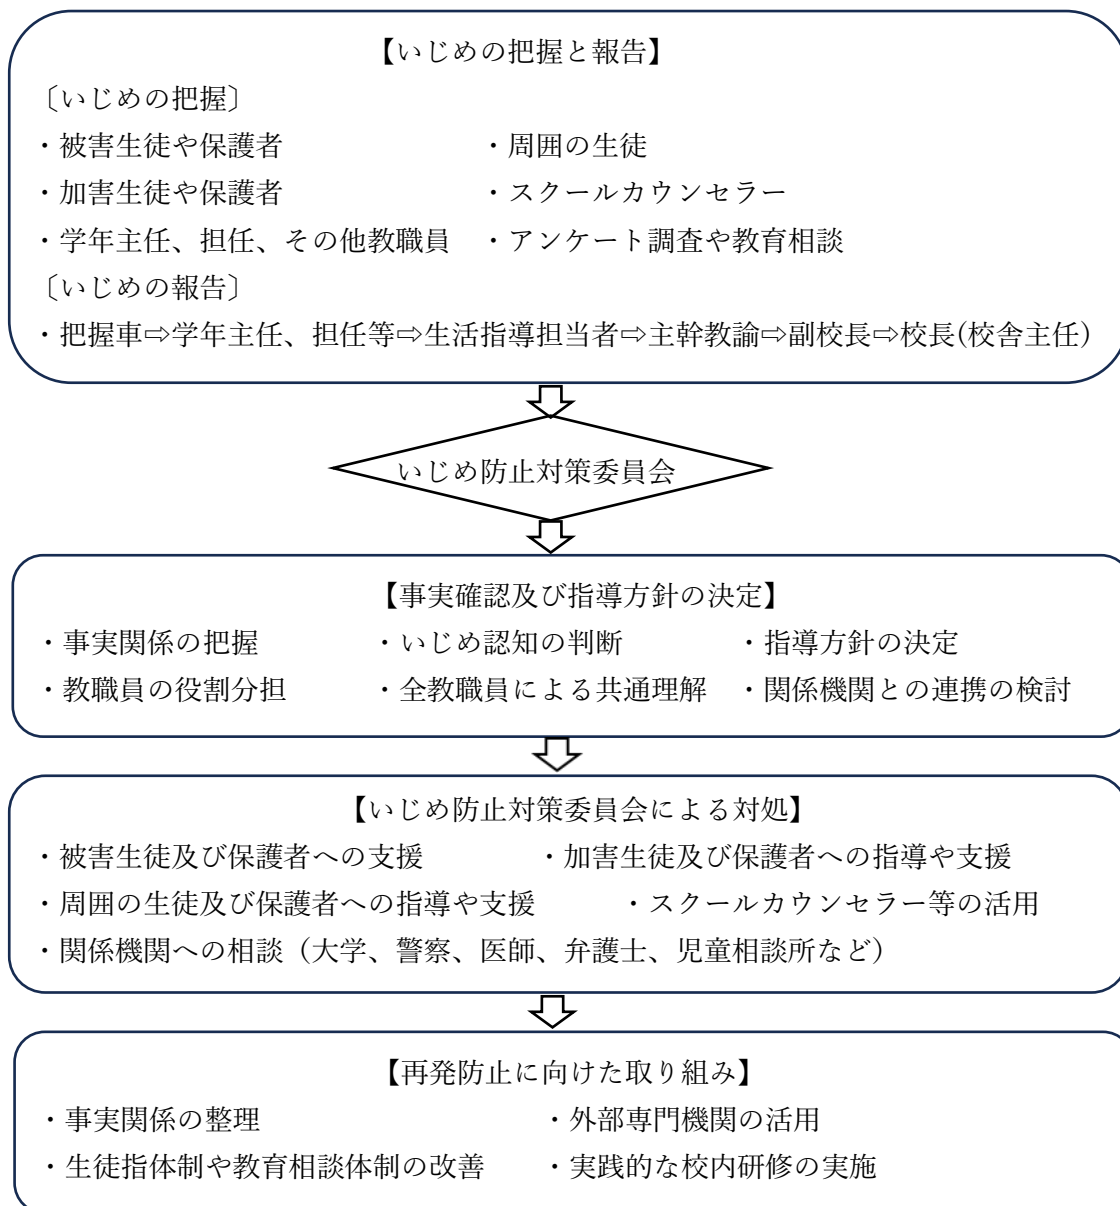 【いじめの把握と報告】
〔いじめの把握〕
・被害生徒や保護者 ・周囲の生徒
・加害生徒や保護者 ・スクールカウンセラー
・学年主任、担任、その他教職員 ・アンケート調査や教育相談
〔いじめの報告〕
・把握車⇨学年主任、担任等⇨生活指導担当者⇨主幹教諭⇨副校長⇨校長(校舎主任)
いじめ防止対策委員会
【事実確認及び指導方針の決定】
・事実関係の把握 ・いじめ認知の判断 ・指導方針の決定
・教職員の役割分担 ・全教職員による共通理解 ・関係機関との連携の検討
【いじめ防止対策委員会による対処】
・被害生徒及び保護者への支援 ・加害生徒及び保護者への指導や支援
・周囲の生徒及び保護者への指導や支援 ・スクールカウンセラー等の活用
・関係機関への相談（大学、警察、医師、弁護士、児童相談所など）
【再発防止に向けた取り組み】
・事実関係の整理 ・外部専門機関の活用
・生徒指体制や教育相談体制の改善 ・実践的な校内研修の実施